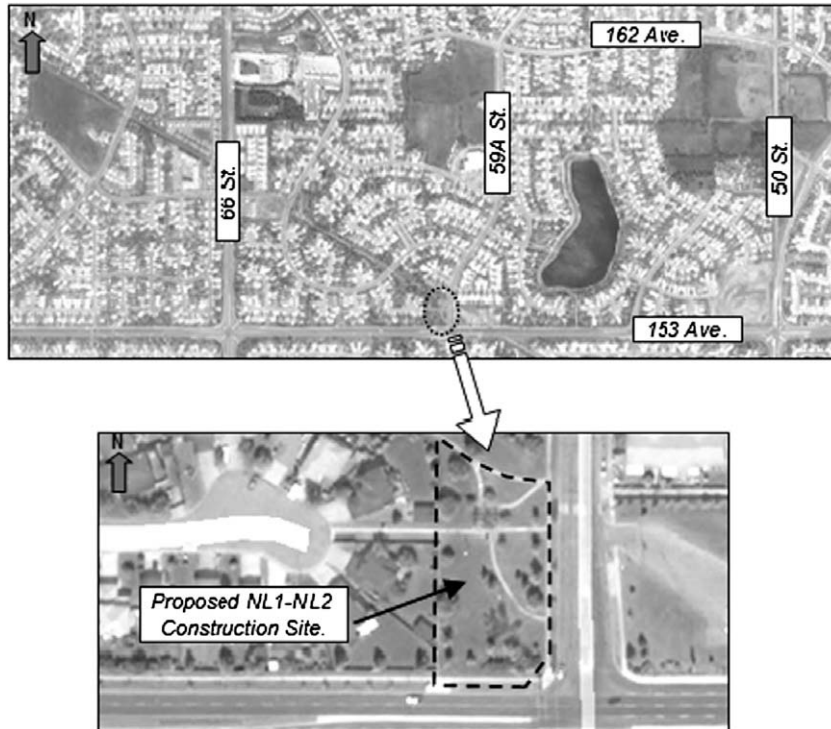 N
162 Ave.
66 St.
59A St.
50 St.
153 Ave.
N
Proposed NL1-NL2
Construction Site.